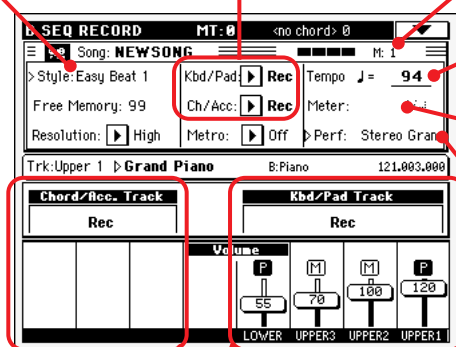 B.SEQ RECORD MT:0 <no chord> 0
Song: NEWSONG M: 1
>Style:Easy Beat 1 Kbd/Pad: Rec Tempo ♩= 94
Free Memory: 99 Ch/Acc: Rec Meter:
Resolution: High Metro: Off ▷Perf: Stereo Gran
Trk:Upper 1 ▷Grand Piano B:Piano 121.003.000
Chord/Acc. Track Kbd/Pad Track
Rec Rec
Volume
P M M P
55 70 100 120
LOWER UPPER3 UPPER2 UPPER1